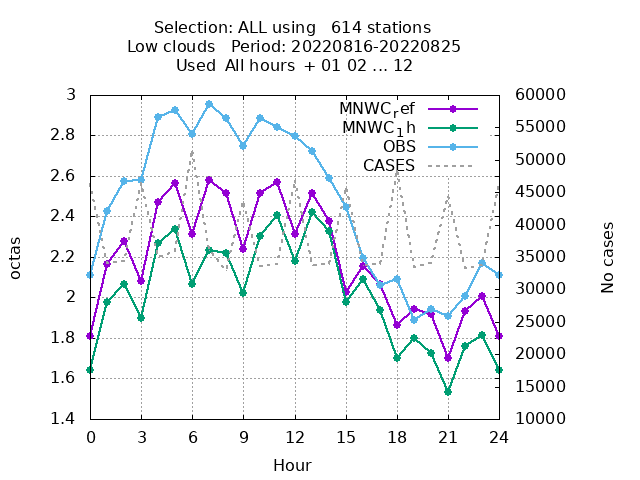 Selection: ALL using   614 stations
Low clouds   Period: 20220816-20220825
Used  All hours  + 01 02 ... 12
MNWC_ref
MNWC_1h
OBS
CASES
3
2.8
2.6
2.4
2.2
2
1.8
1.6
1.4
octas
60000
55000
50000
45000
40000
35000
30000
25000
20000
15000
10000
No cases
0 3 6 9 12 15 18 21 24
Hour